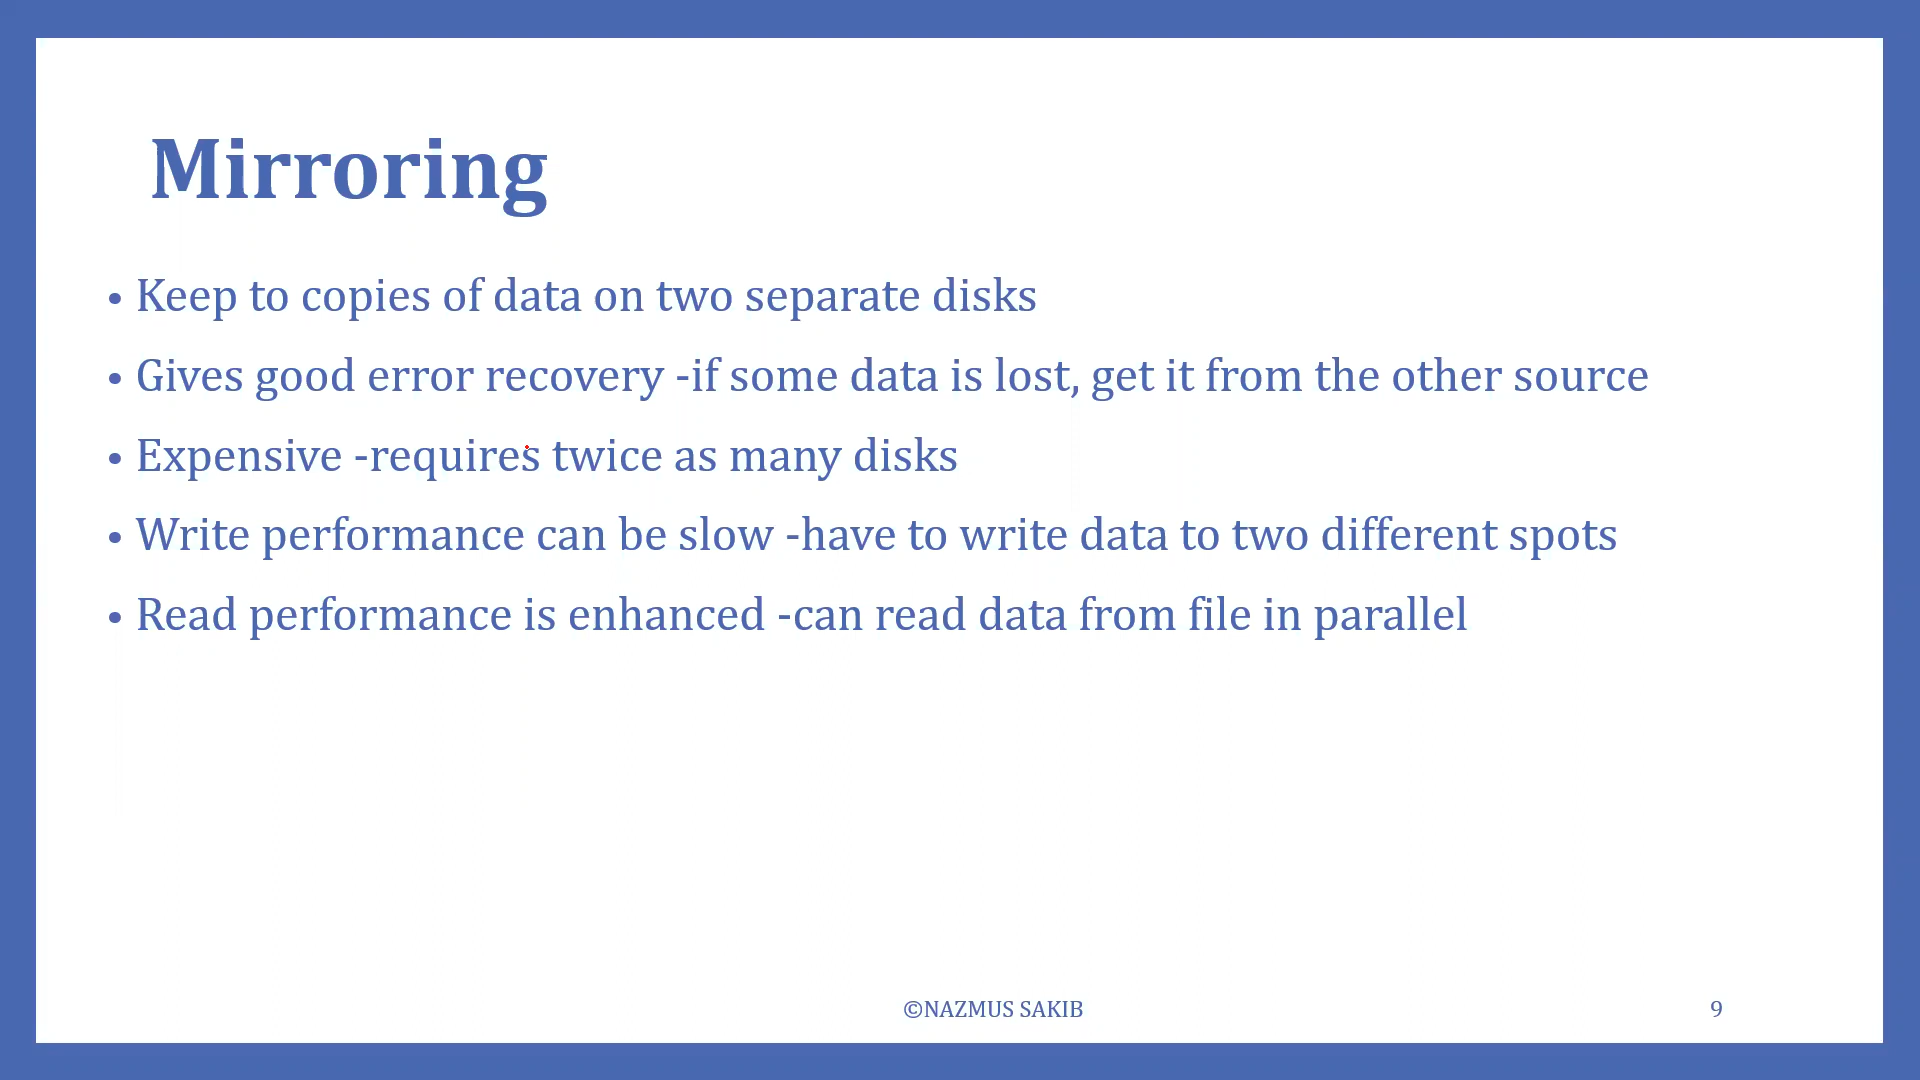 Mirroring
• Keep to copies of data on two separate disks
• Gives good error recovery -if some data is lost, get it from the other source
• Expensive -requires twice as many disks
• Write performance can be slow -have to write data to two different spots
• Read performance is enhanced -can read data from file in parallel
©NAZMUS SAKIB
9